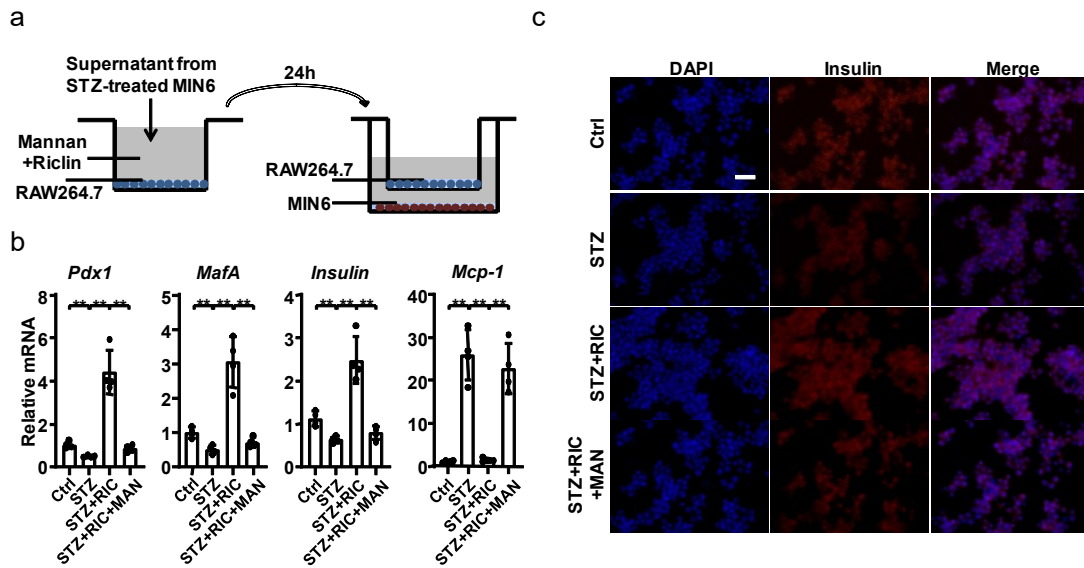 a
Supernatant from
STZ-treated MIN6
24h
Mannan
+Riclin
RAW264.7
RAW264.7
MIN6
b
Relative mRNA
Pdx1
** ** **
8
6
4
2
0
Ctrl
STZ
STZ+RIC
STZ+RIC+MAN
MafA
** ** **
5
4
3
2
1
0
Ctrl
STZ
STZ+RIC
STZ+RIC+MAN
Insulin
** ** **
4
3
2
1
0
Ctrl
STZ
STZ+RIC
STZ+RIC+MAN
Mcp-1
** ** **
40
30
20
10
0
Ctrl
STZ
STZ+RIC
STZ+RIC+MAN
c
DAPI
Insulin
Merge
Ctrl
STZ
STZ+RIC
STZ+RIC
+MAN